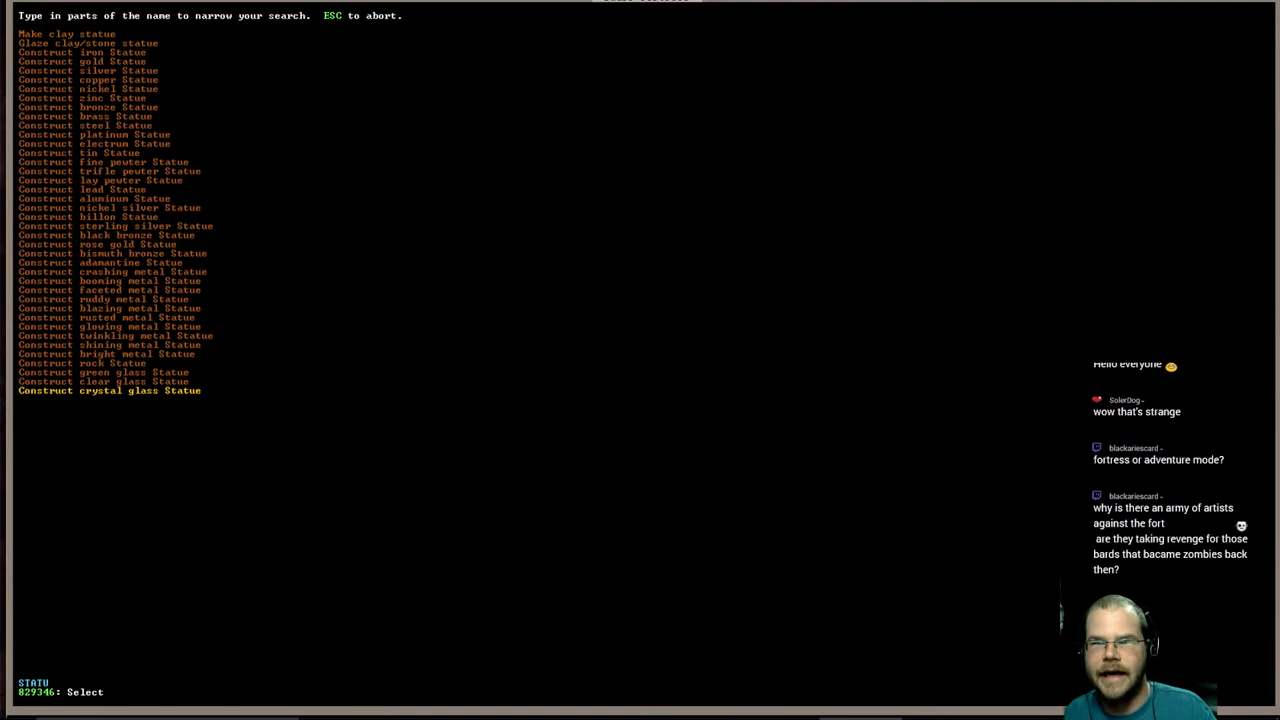 Type in parts of the name to narrow your search.  ESC to abort.
Make clay statue
Glaze clay/stone statue
Construct iron Statue
Construct gold Statue
Construct silver Statue
Construct copper Statue
Construct nickel Statue
Construct zinc Statue
Construct bronze Statue
Construct brass Statue
Construct steel Statue
Construct platinum Statue
Construct electrum Statue
Construct tin Statue
Construct fine pewter Statue
Construct trifle pewter Statue
Construct lay pewter Statue
Construct lead Statue
Construct aluminum Statue
Construct nickel silver Statue
Construct billon Statue
Construct sterling silver Statue
Construct black bronze Statue
Construct rose gold Statue
Construct bismuth bronze Statue
Construct adamantine Statue
Construct crashing metal Statue
Construct booming metal Statue
Construct faceted metal Statue
Construct ruddy metal Statue
Construct blazing metal Statue
Construct rusted metal Statue
Construct glowing metal Statue
Construct twinkling metal Statue
Construct shining metal Statue
Construct bright metal Statue
Construct rock Statue
Construct green glass Statue
Construct clear glass Statue
Construct crystal glass Statue
STATU
829346: Select
Hello everyone
SolerDog-
wow that's strange
blackariescard -
fortress or adventure mode?
blackariescard -
why is there an army of artists
against the fort
are they taking revenge for those
bards that bacame zombies back
then?